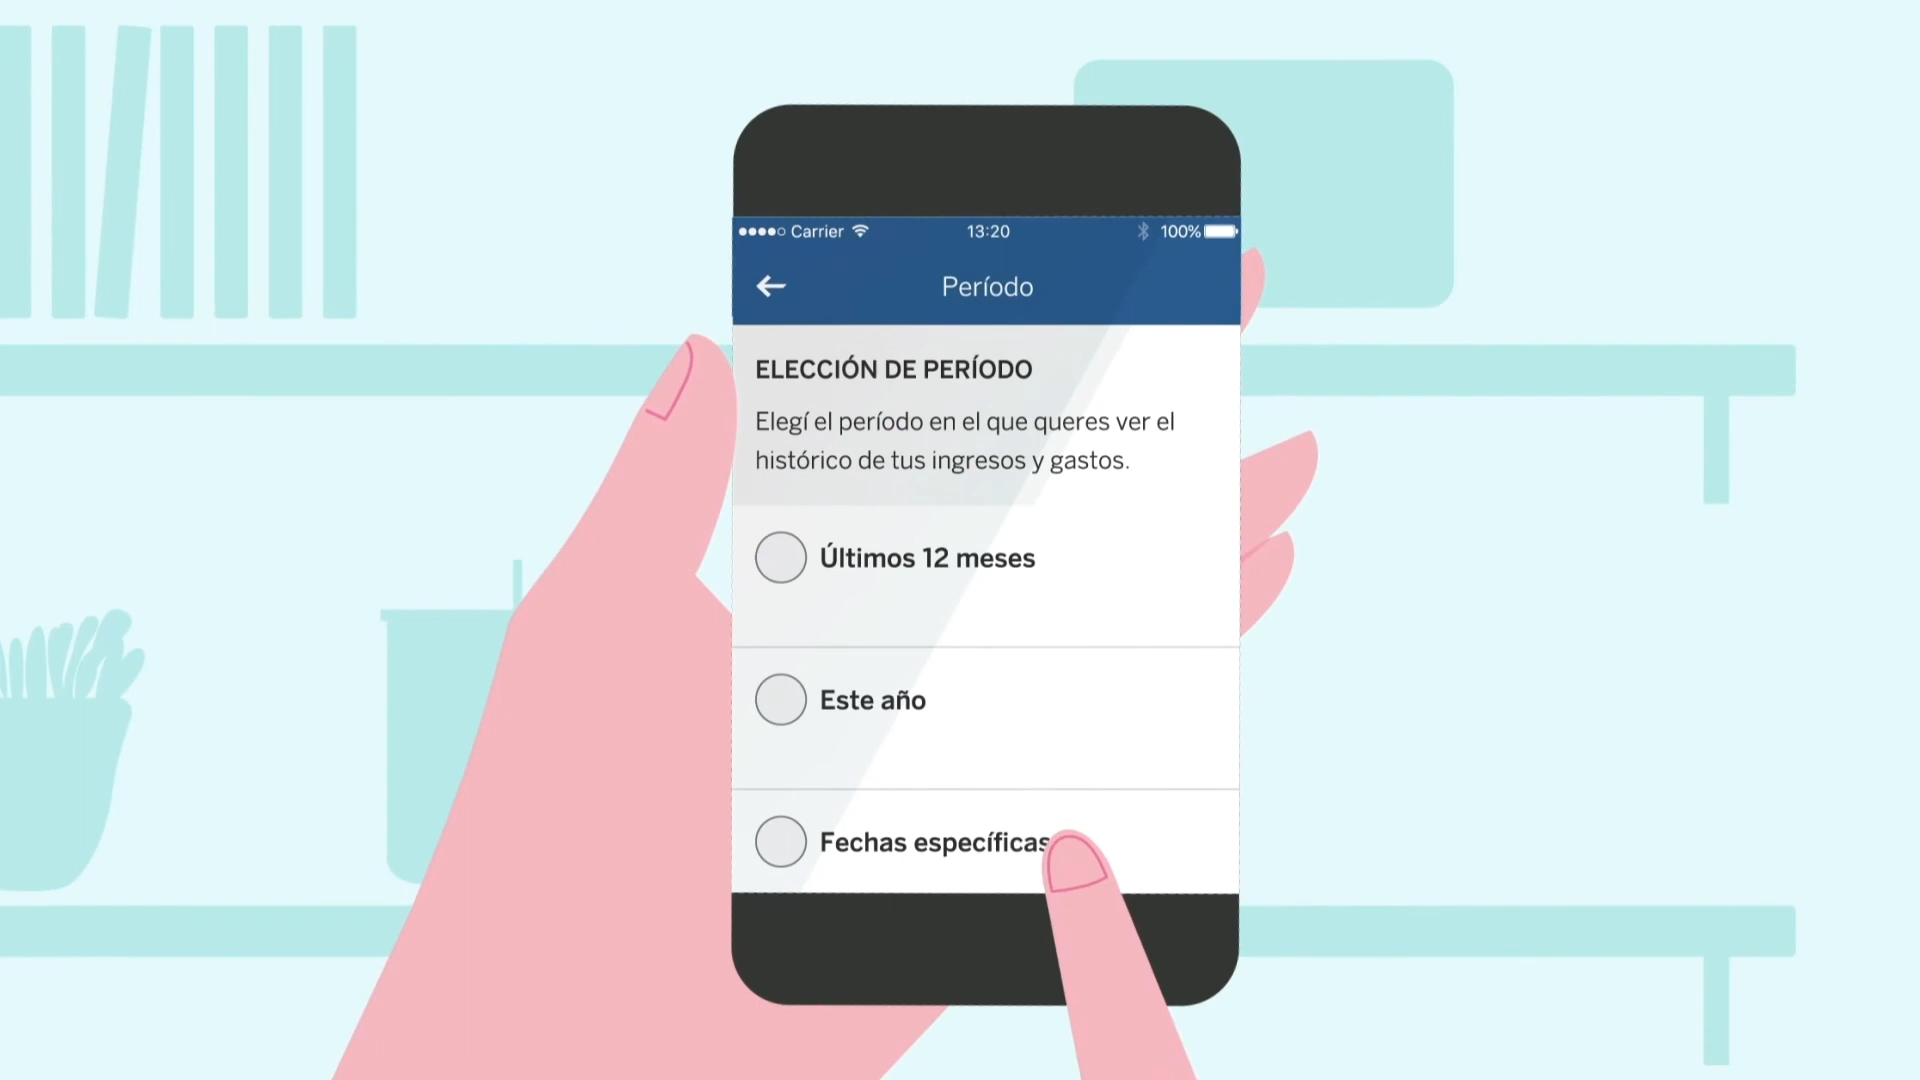 Carrier 13:20 100%
Período
ELECCIÓN DE PERÍODO
Elegí el período en el que queres ver el
histórico de tus ingresos y gastos.
Últimos 12 meses
Este año
Fechas específicas